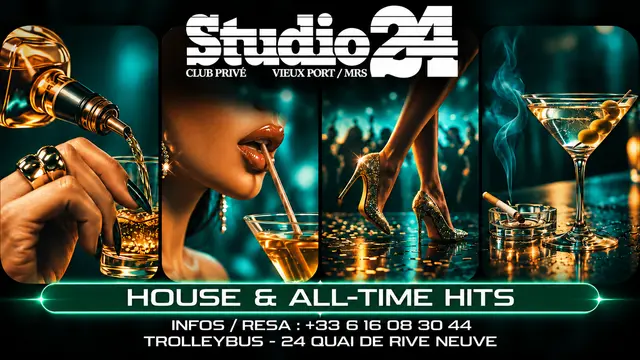 Studio 24
CLUB PRIVÉ VIEUX PORT / MRS
HOUSE & ALL-TIME HITS
INFOS / RESA : +33 6 16 08 30 44
TROLLEYBUS - 24 QUAI DE RIVE NEUVE